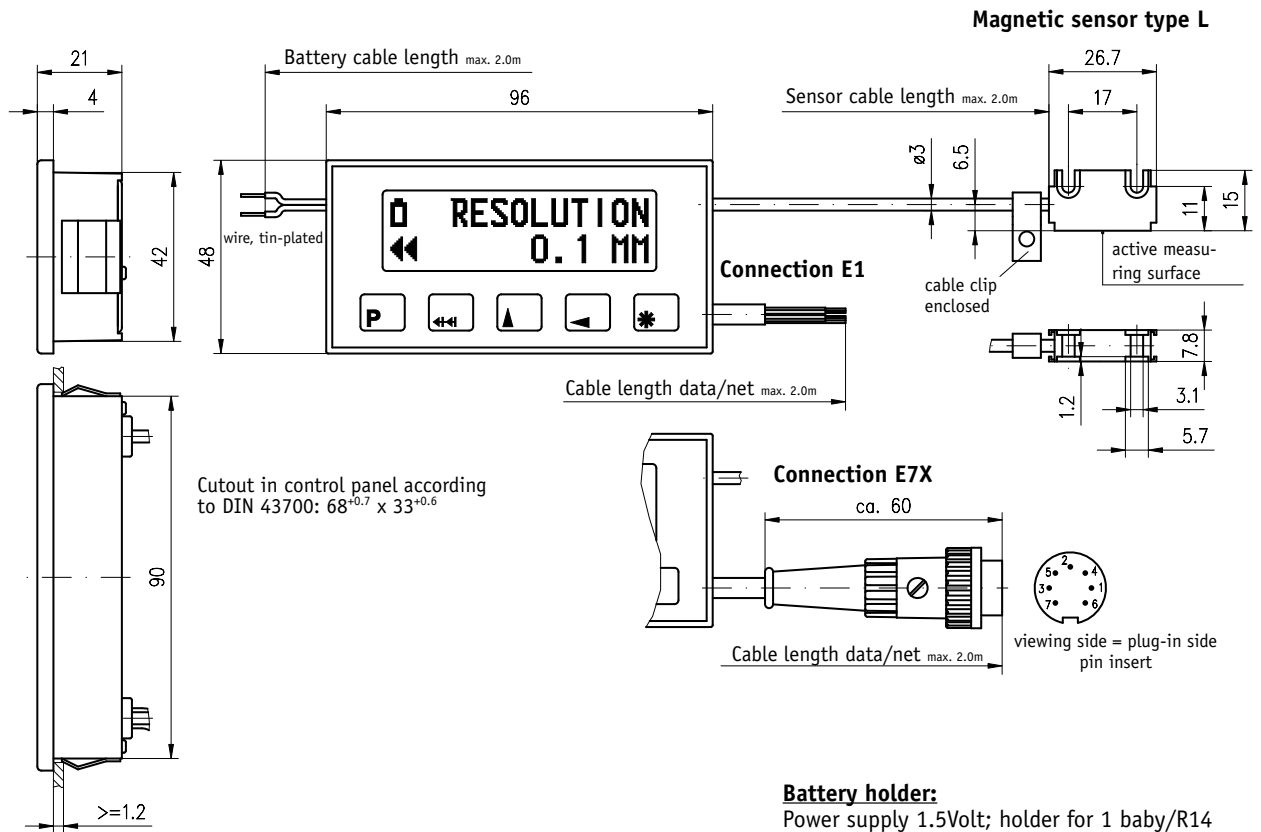 Magnetic sensor type L
21
4
Battery cable length max. 2.0m
96
Sensor cable length max. 2.0m
26.7
17
ø3
6.5
11
15
42
48
wire, tin-plated
RESOLUTION
0.1 MM
P
Connection E1
cable clip
enclosed
active measu-
ring surface
7.8
1.2
3.1
5.7
Cable length data/net max. 2.0m
Cutout in control panel according
to DIN 43700: 68+0.7 x 33+0.6
90
>=1.2
Connection E7X
ca. 60
2
5 4
3 1
7 6
viewing side = plug-in side
pin insert
Cable length data/net max. 2.0m
Battery holder:
Power supply 1.5Volt; holder for 1 baby/R14